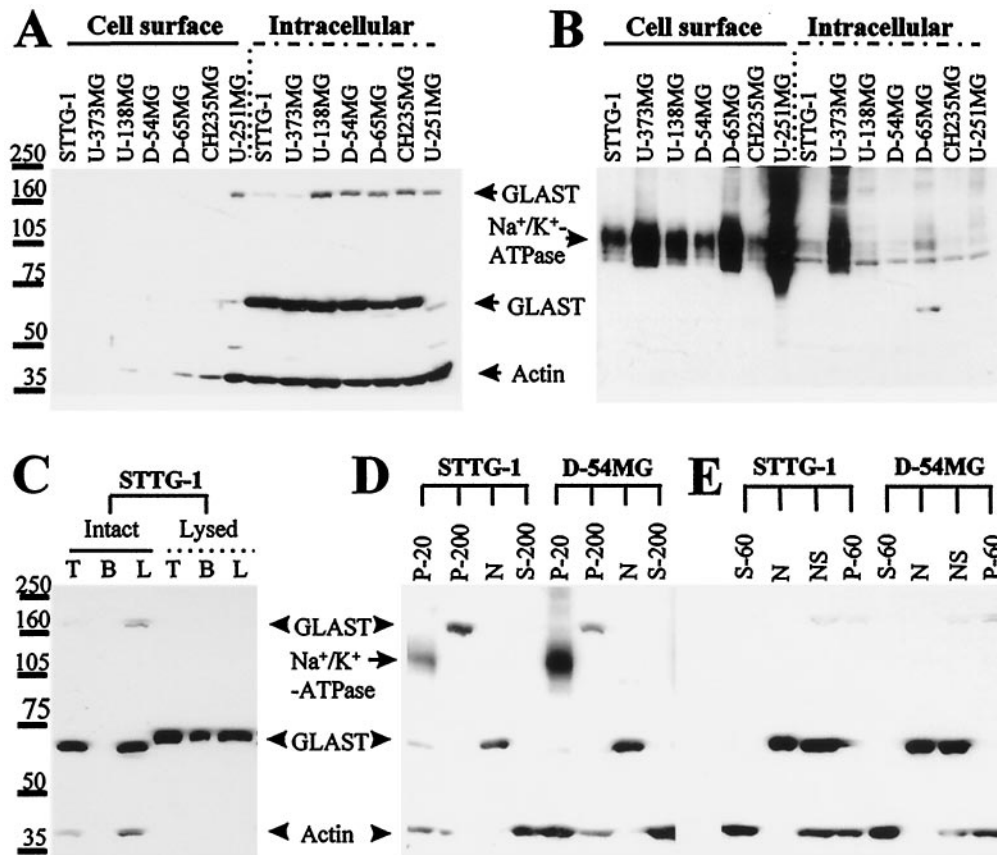 A
Cell surface Intracellular
STTG-1 U-373MG U-138MG D-54MG D-65MG CH235MG U-251MG STTG-1 U-373MG U-138MG D-54MG D-65MG CH235MG U-251MG
250
160
105
75
50
35
GLAST
Na⁺/K⁺-
ATPase
GLAST
Actin
B
Cell surface Intracellular
STTG-1 U-373MG U-138MG D-54MG D-65MG CH235MG U-251MG STTG-1 U-373MG U-138MG D-54MG D-65MG CH235MG U-251MG
C
STTG-1
Intact Lysed
T B L T B L
250
160
105
75
50
35
GLAST
Na⁺/K⁺
-ATPase
GLAST
Actin
D
STTG-1 D-54MG
P-20 P-200 N S-200 P-20 P-200 N S-200
E
STTG-1 D-54MG
S-60 N NS P-60 S-60 N NS P-60